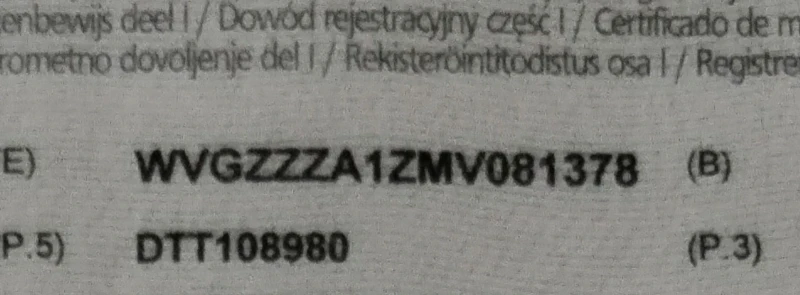 enbewijs deel I / Dowód rejestracyjny część I / Certificado de m
rometno dovoljenje del I / Rekisteröintitodistus osa I / Registre
E) WVGZZZA1ZMV081378 (B)
P.5) DTT108980 (P.3)